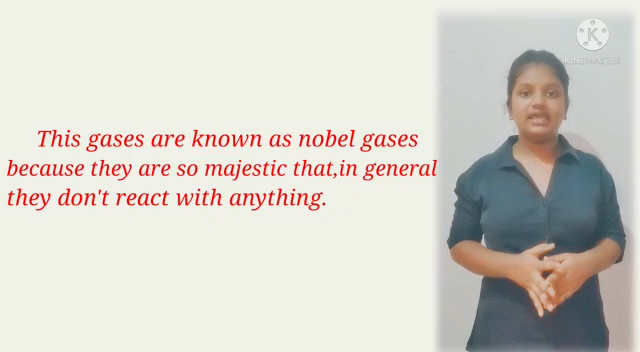 K
KINEMASTER
This gases are known as nobel gases
because they are so majestic that,in general
they don't react with anything.